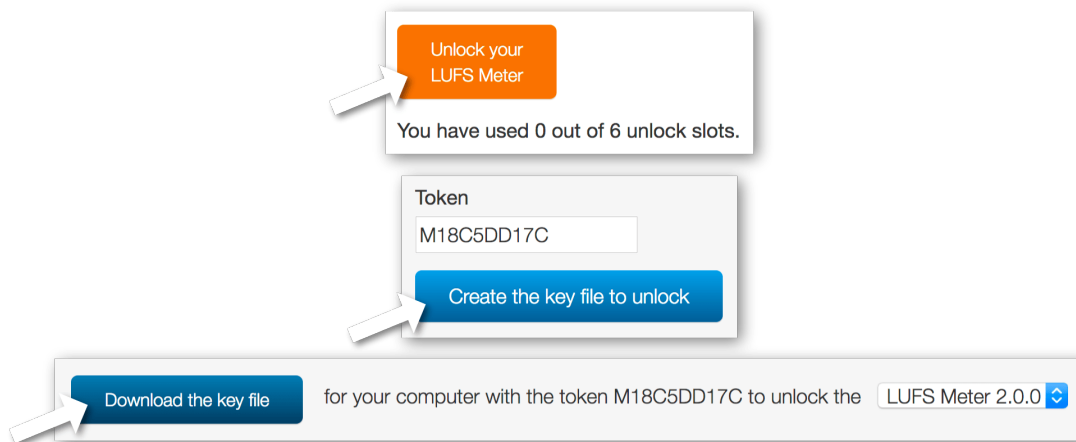 Unlock your
LUFS Meter
You have used 0 out of 6 unlock slots.
Token
M18C5DD17C
Create the key file to unlock
Download the key file for your computer with the token M18C5DD17C to unlock the LUFS Meter 2.0.0